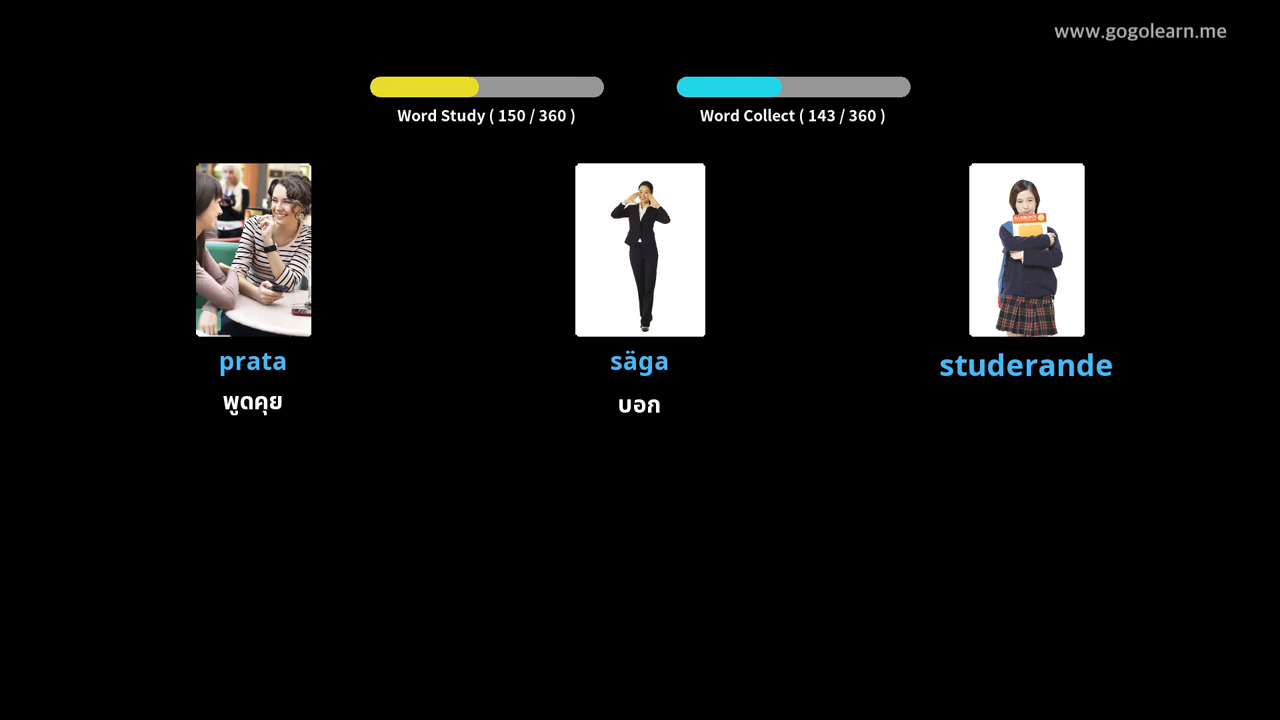 www.gogolearn.me
Word Study ( 150 / 360 )
Word Collect ( 143 / 360 )
prata
säga
studerande
พูดคุย
บอก